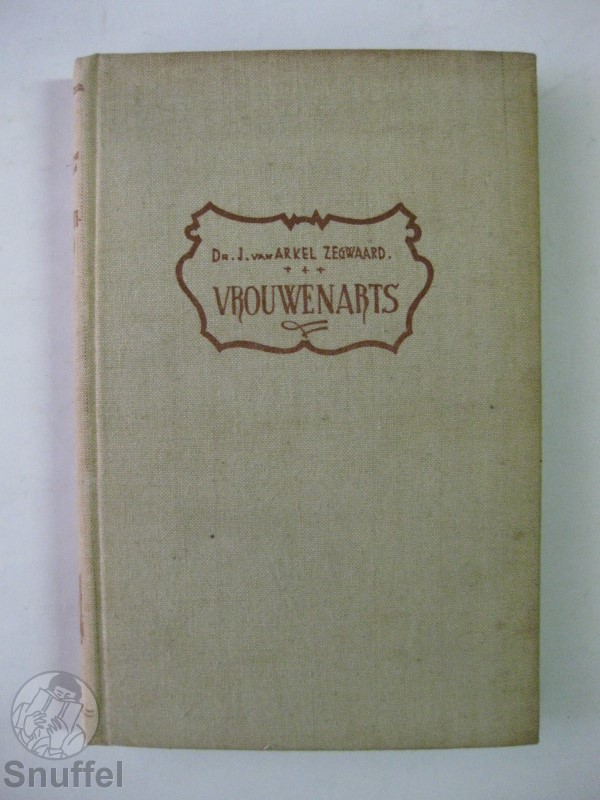 Dr. J. van ARKEL ZEGWAARD.
VROUWENARTS
Snuffel